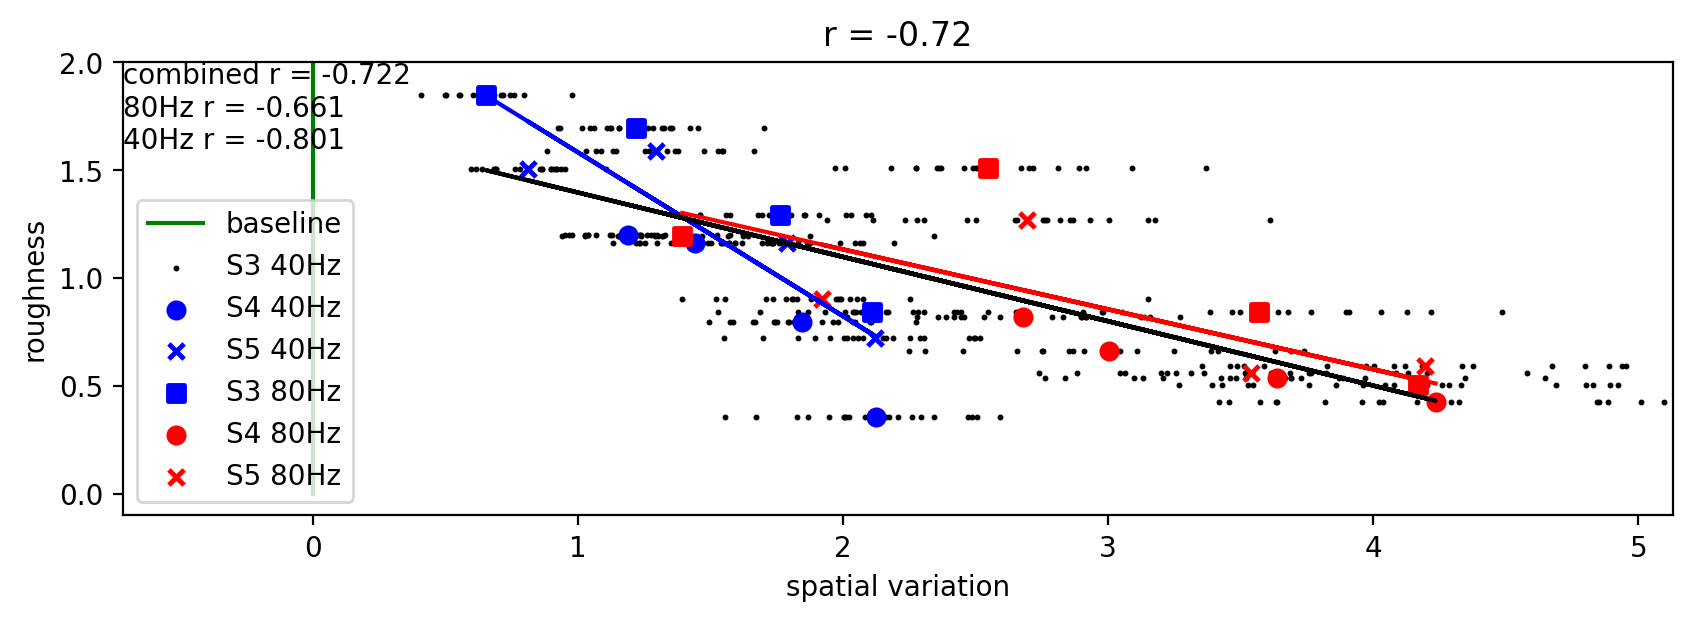 r = -0.72
combined r = -0.722
80Hz r = -0.661
40Hz r = -0.801
baseline
S3 40Hz
S4 40Hz
S5 40Hz
S3 80Hz
S4 80Hz
S5 80Hz
roughness
2.0
1.5
1.0
0.5
0.0
0 1 2 3 4 5
spatial variation